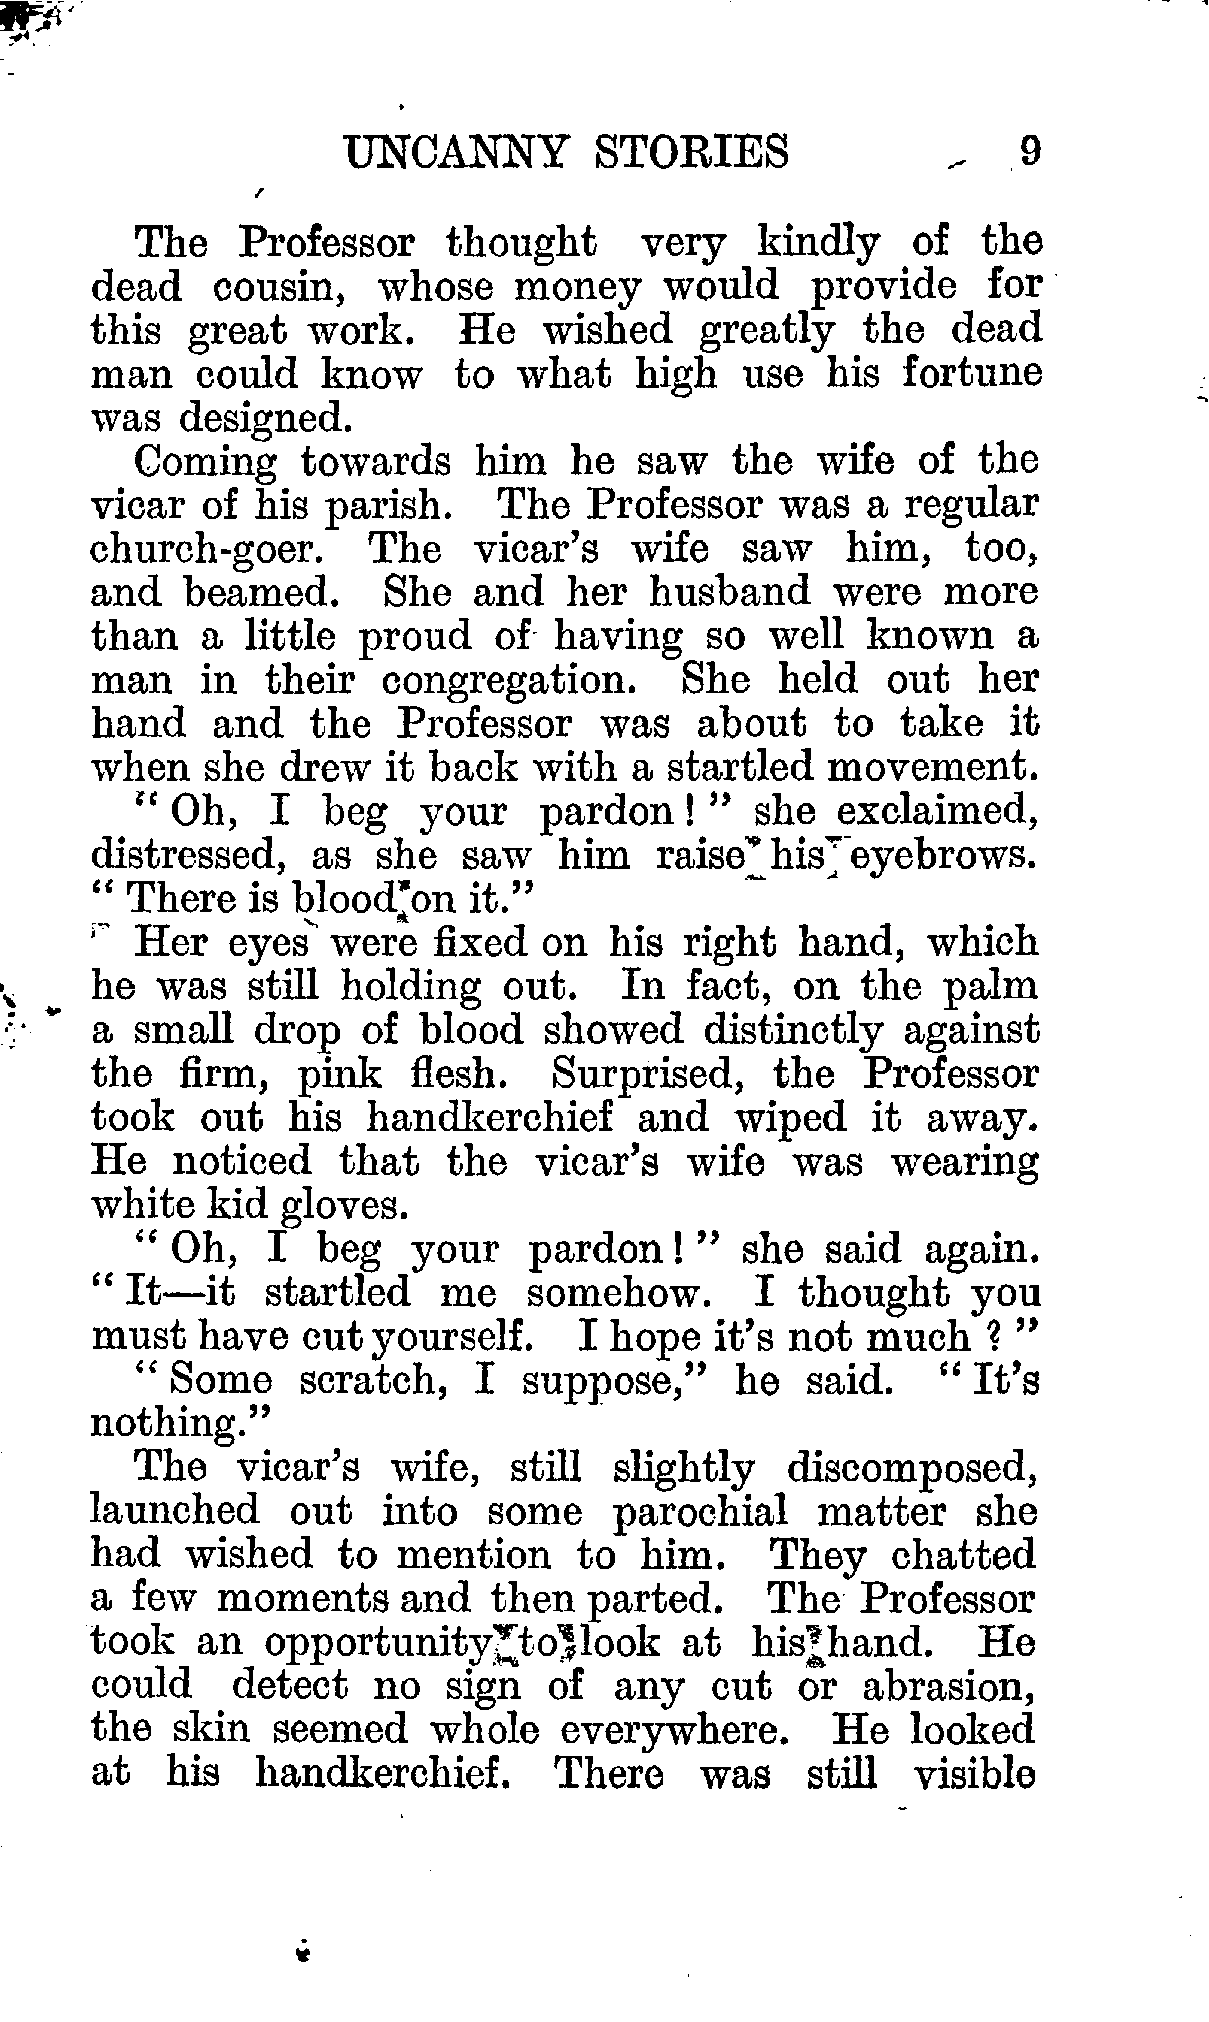 UNCANNY STORIES 9
The Professor thought very kindly of the
dead cousin, whose money would provide for
this great work. He wished greatly the dead
man could know to what high use his fortune
was designed.
Coming towards him he saw the wife of the
vicar of his parish. The Professor was a regular
church-goer. The vicar's wife saw him, too,
and beamed. She and her husband were more
than a little proud of having so well known a
man in their congregation. She held out her
hand and the Professor was about to take it
when she drew it back with a startled movement.
“ Oh, I beg your pardon ! ” she exclaimed,
distressed, as she saw him raise his eyebrows.
“ There is blood on it.”
Her eyes were fixed on his right hand, which
he was still holding out. In fact, on the palm
a small drop of blood showed distinctly against
the firm, pink flesh. Surprised, the Professor
took out his handkerchief and wiped it away.
He noticed that the vicar's wife was wearing
white kid gloves.
“ Oh, I beg your pardon ! ” she said again.
“ It—it startled me somehow. I thought you
must have cut yourself. I hope it's not much ? ”
“ Some scratch, I suppose,” he said. “ It's
nothing.”
The vicar's wife, still slightly discomposed,
launched out into some parochial matter she
had wished to mention to him. They chatted
a few moments and then parted. The Professor
took an opportunity to look at his hand. He
could detect no sign of any cut or abrasion,
the skin seemed whole everywhere. He looked
at his handkerchief. There was still visible